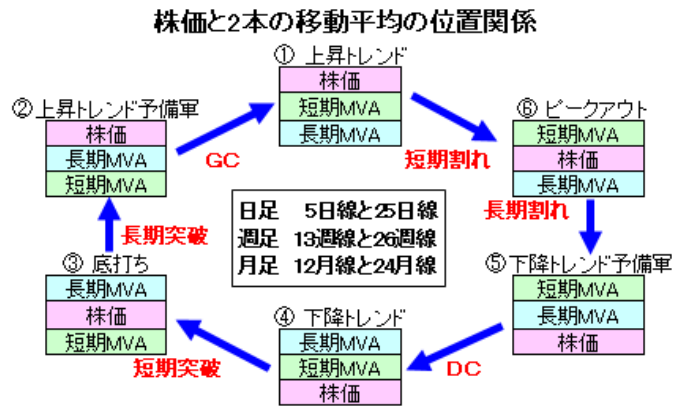 株価と2本の移動平均の位置関係
① 上昇トレンド
株価
短期MVA
長期MVA
② 上昇トレンド予備軍
株価
長期MVA
短期MVA
GC
短期割れ
⑥ ピークアウト
短期MVA
株価
長期MVA
長期突破
日足 5日線と25日線
週足 13週線と26週線
月足 12月線と24月線
長期割れ
③ 底打ち
長期MVA
株価
短期MVA
⑤下降トレンド予備軍
短期MVA
長期MVA
株価
④ 下降トレンド
長期MVA
短期MVA
株価
短期突破
DC